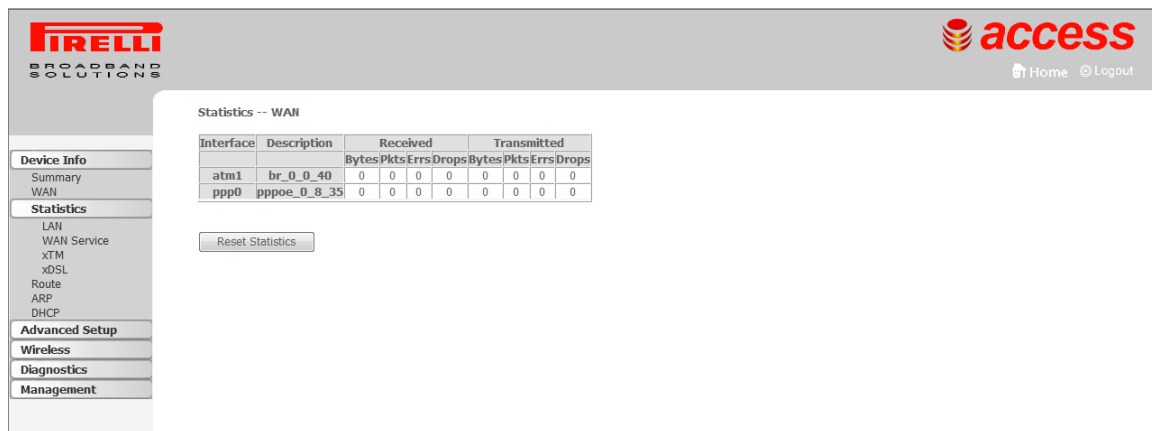 PIRELLI
BROADBAND
SOLUTIONS
access
Home Logout
Device Info
Summary
WAN
Statistics
LAN
WAN Service
xTM
xDSL
Route
ARP
DHCP
Advanced Setup
Wireless
Diagnostics
Management
Statistics -- WAN
Interface Description Received Transmitted
Bytes Pkts Errs Drops Bytes Pkts Errs Drops
atm1 br_0_0_40 0 0 0 0 0 0 0 0
ppp0 pppoe_0_8_35 0 0 0 0 0 0 0 0
Reset Statistics